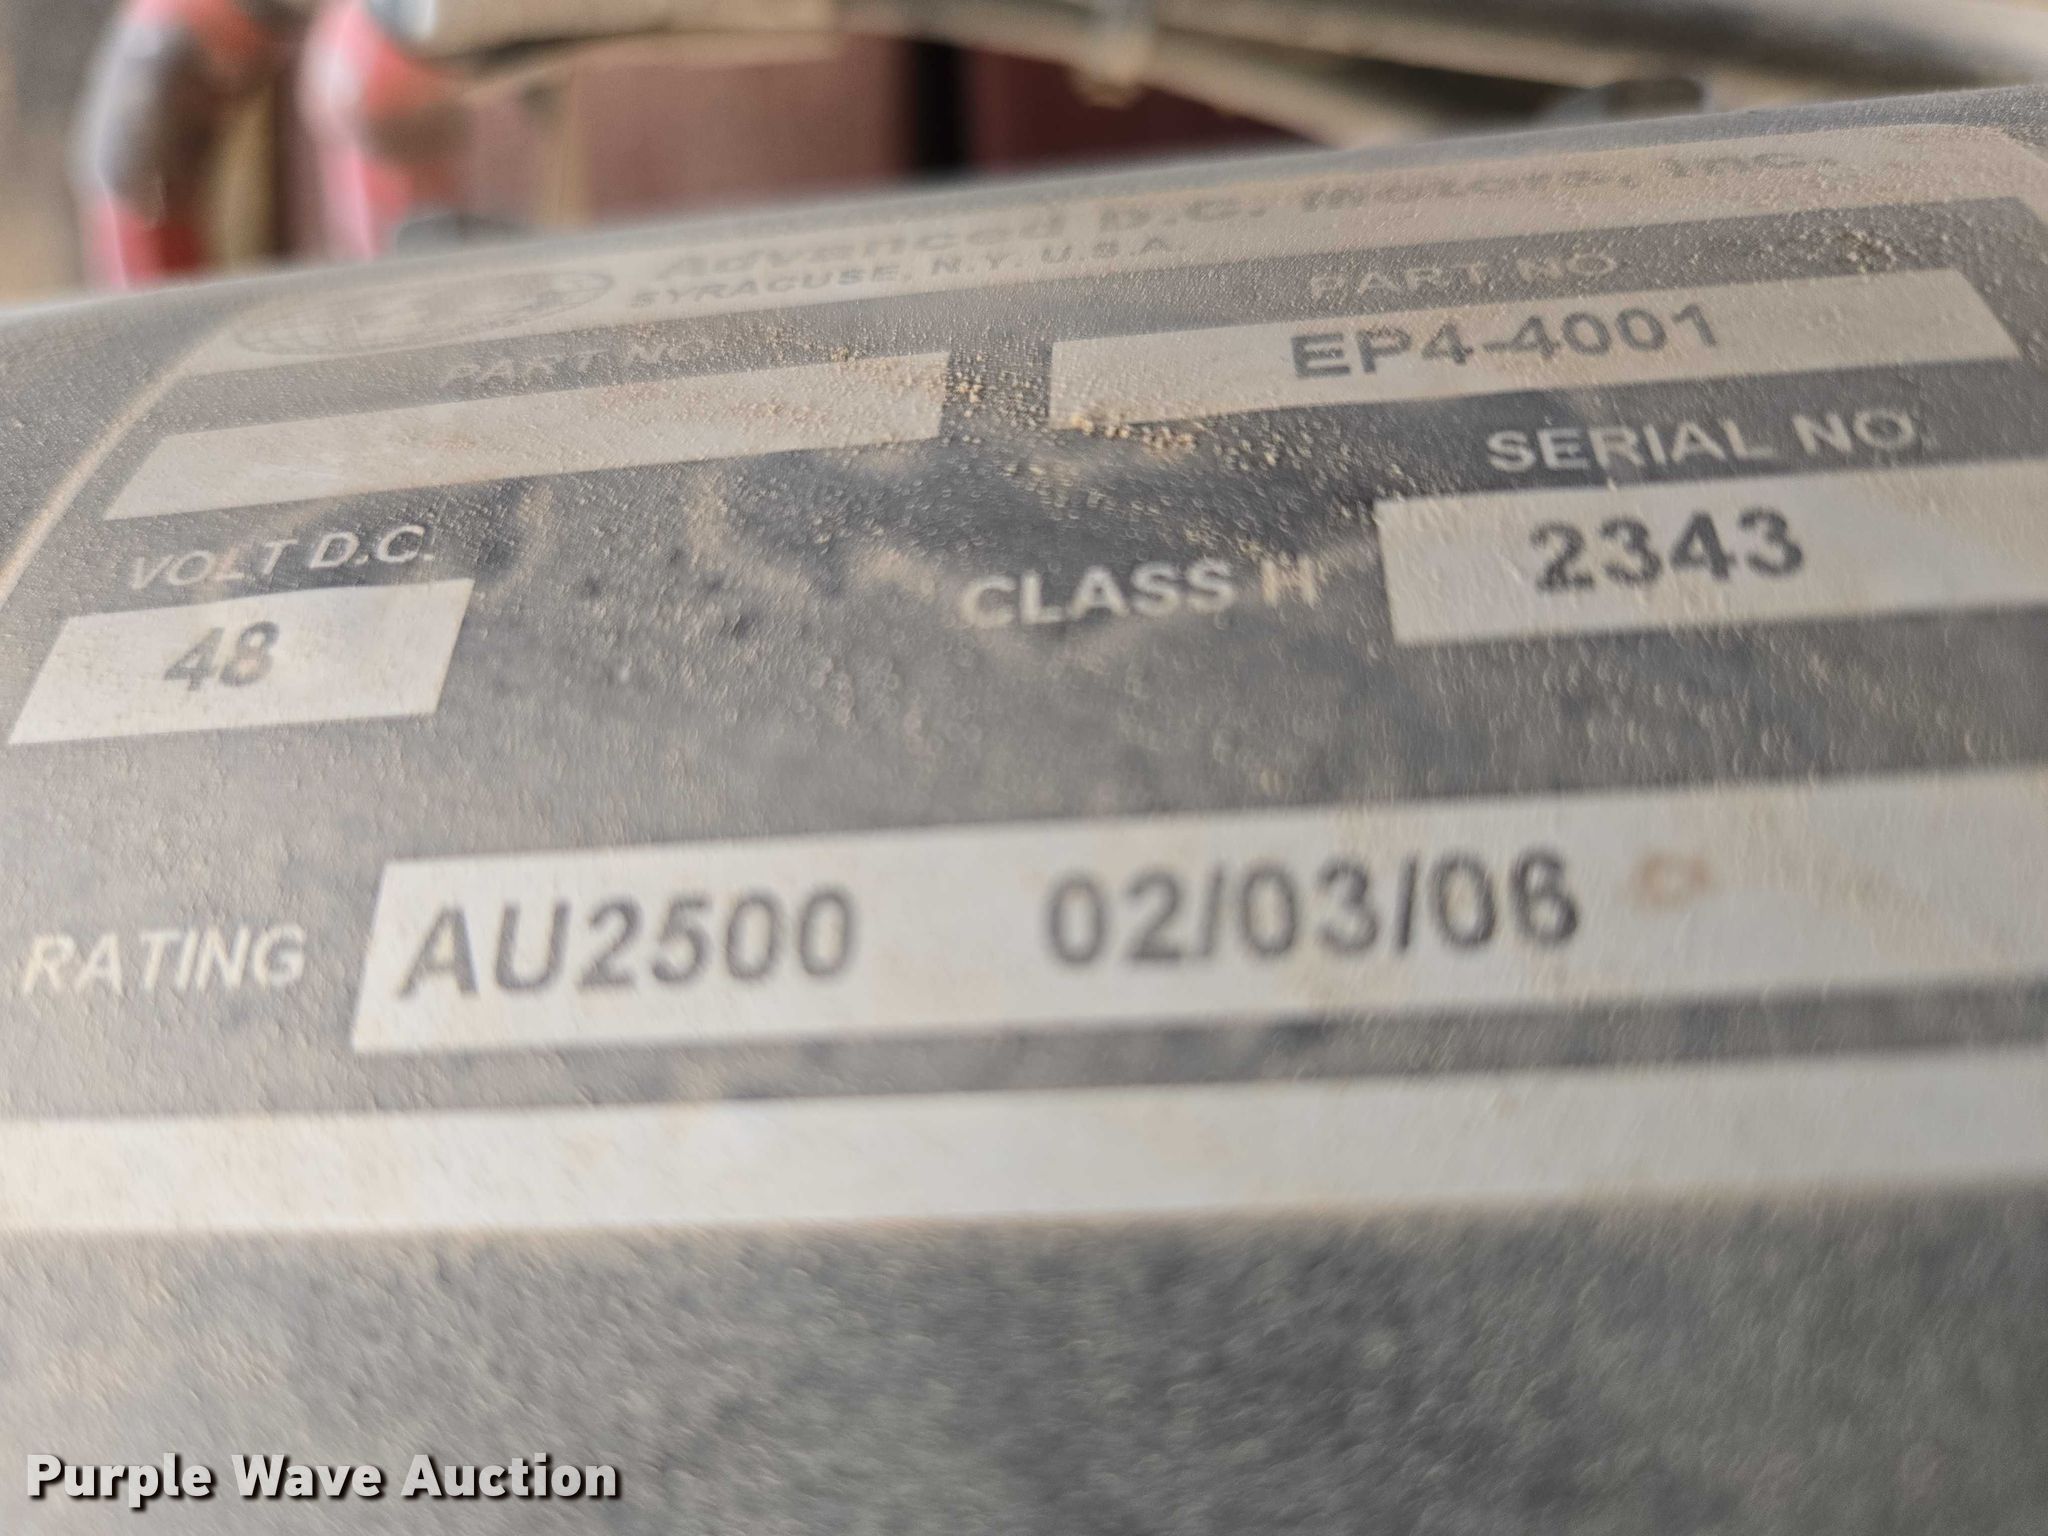 Advanced D.C. Motors, Inc.
SYRACUSE, N.Y. U.S.A.
PART NO.
PART NO.
EP4-4001
SERIAL NO.
VOLT D.C.
CLASS H
2343
48
RATING
AU2500 02/03/06
Purple Wave Auction